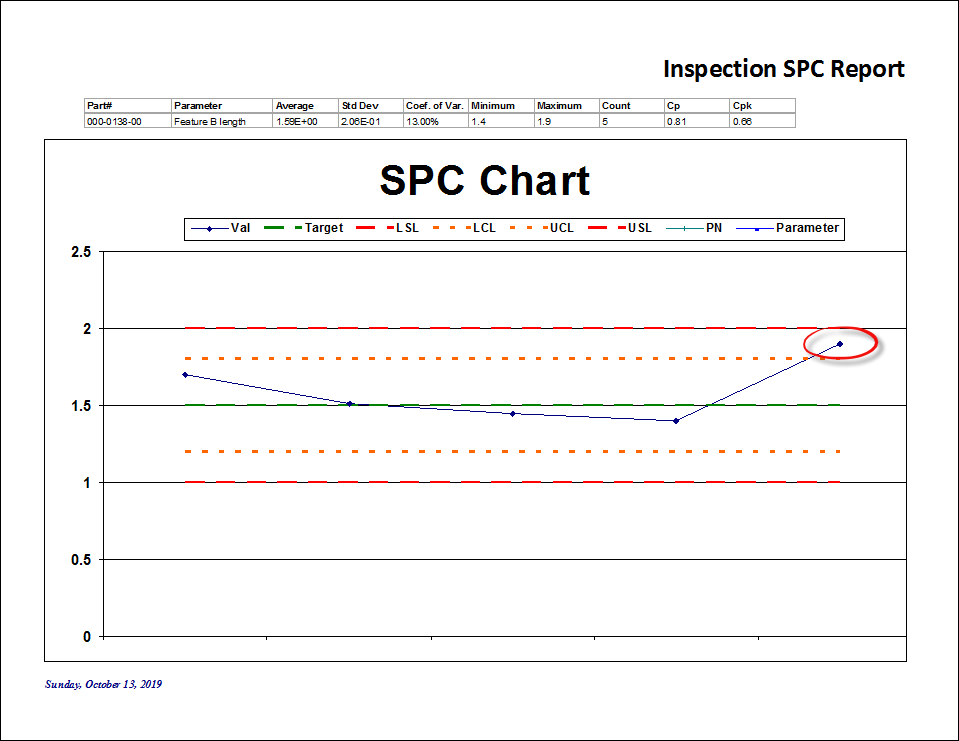 Inspection SPC Report
Part# Parameter Average Std Dev Coef. of Var. Minimum Maximum Count Cp Cpk
000-0138-00 Feature B length 1.59E+00 2.06E-01 13.00% 1.4 1.9 5 0.81 0.66
SPC Chart
Val Target LSL LCL UCL USL PN Parameter
2.5
2
1.5
1
0.5
0
Sunday, October 13, 2019